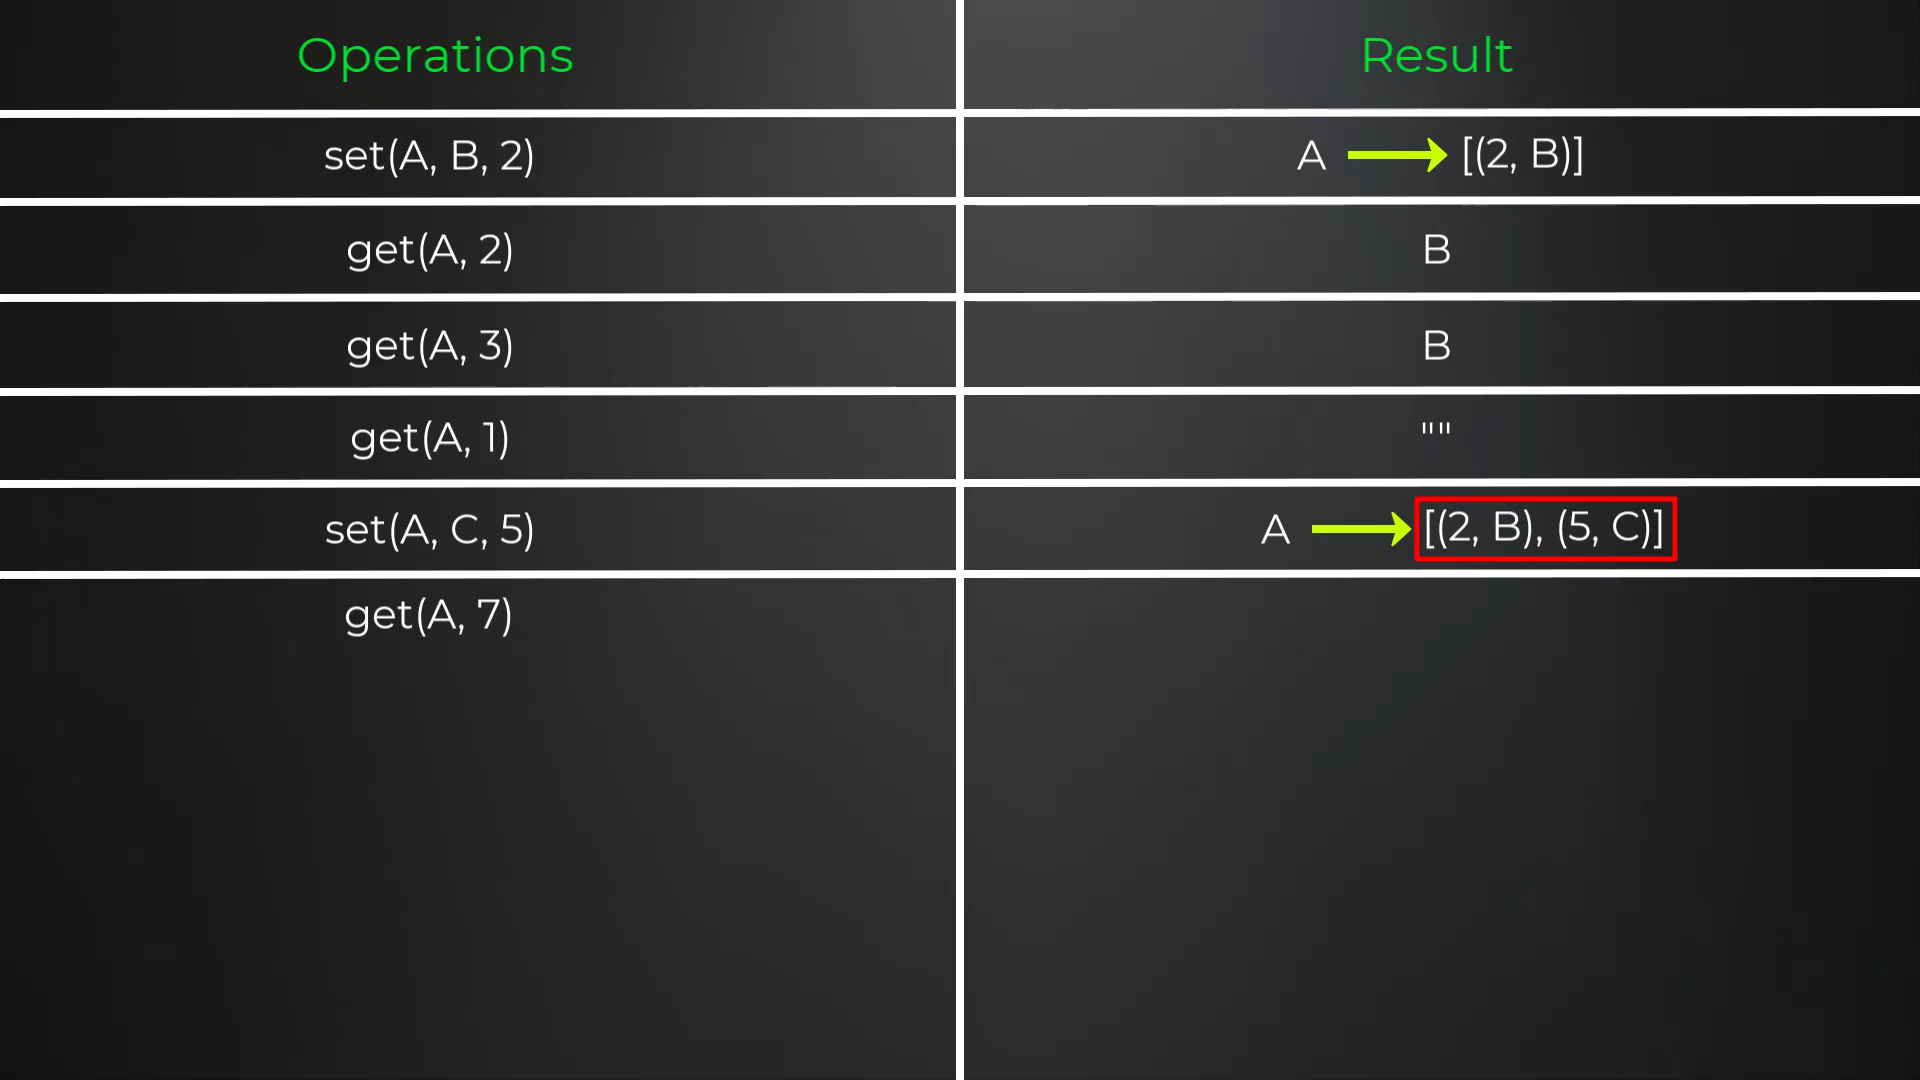 Operations Result
set(A, B, 2) A [(2, B)]
get(A, 2) B
get(A, 3) B
get(A, 1) ""
set(A, C, 5) A [(2, B), (5, C)]
get(A, 7)